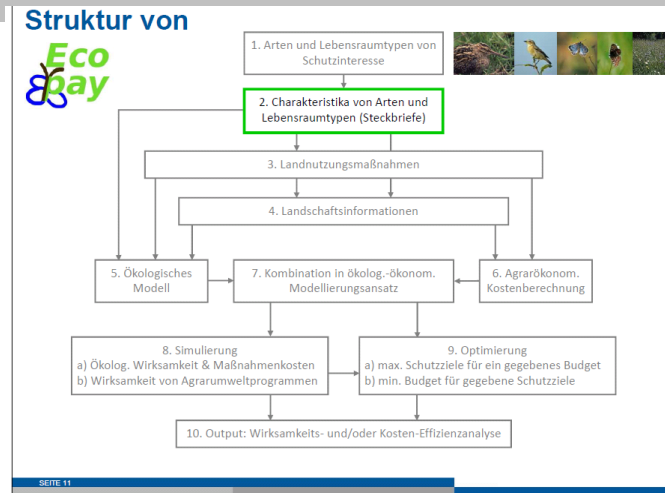 Struktur von
Eco
pay
1. Arten und Lebensraumtypen von
Schutzinteresse
2. Charakteristika von Arten und
Lebensraumtypen (Steckbriefe)
3. Landnutzungsmaßnahmen
4. Landschaftsinformationen
5. Ökologisches
Modell
7. Kombination in ökolog.-ökonom.
Modellierungsansatz
6. Agrarökonom.
Kostenberechnung
8. Simulierung
a) Ökolog. Wirksamkeit & Maßnahmenkosten
b) Wirksamkeit von Agrarumweltprogrammen
9. Optimierung
a) max. Schutzziele für ein gegebenes Budget
b) min. Budget für gegebene Schutzziele
10. Output: Wirksamkeits- und/oder Kosten-Effizienzanalyse
SEITE 11